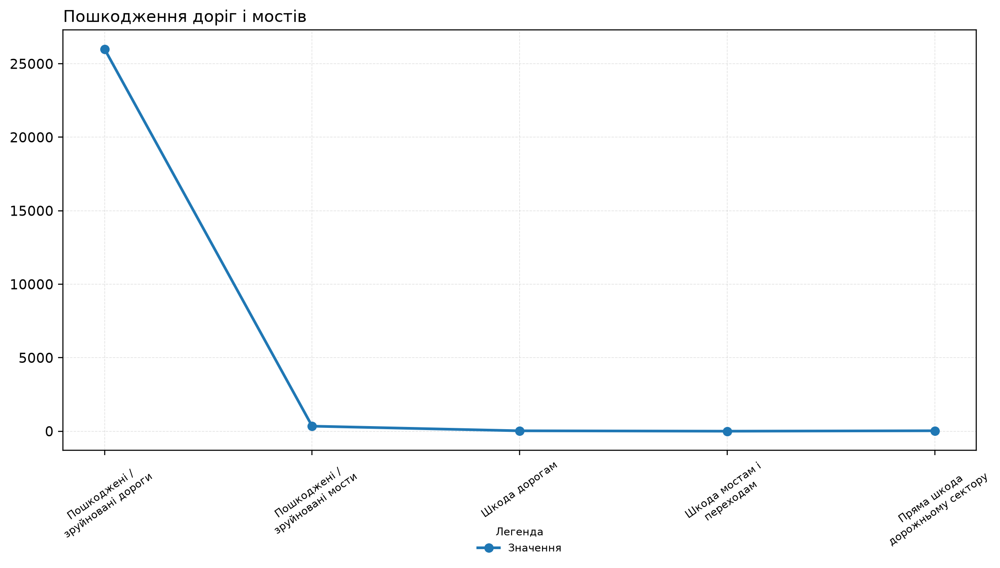 Пошкодження доріг і мостів
25000
20000
15000
10000
5000
0
Пошкоджені /
зруйновані дороги
Пошкоджені /
зруйновані мости
Шкода дорогам
Шкода мостам і
переходам
Пряма шкода
дорожньому сектору
Легенда
Значення